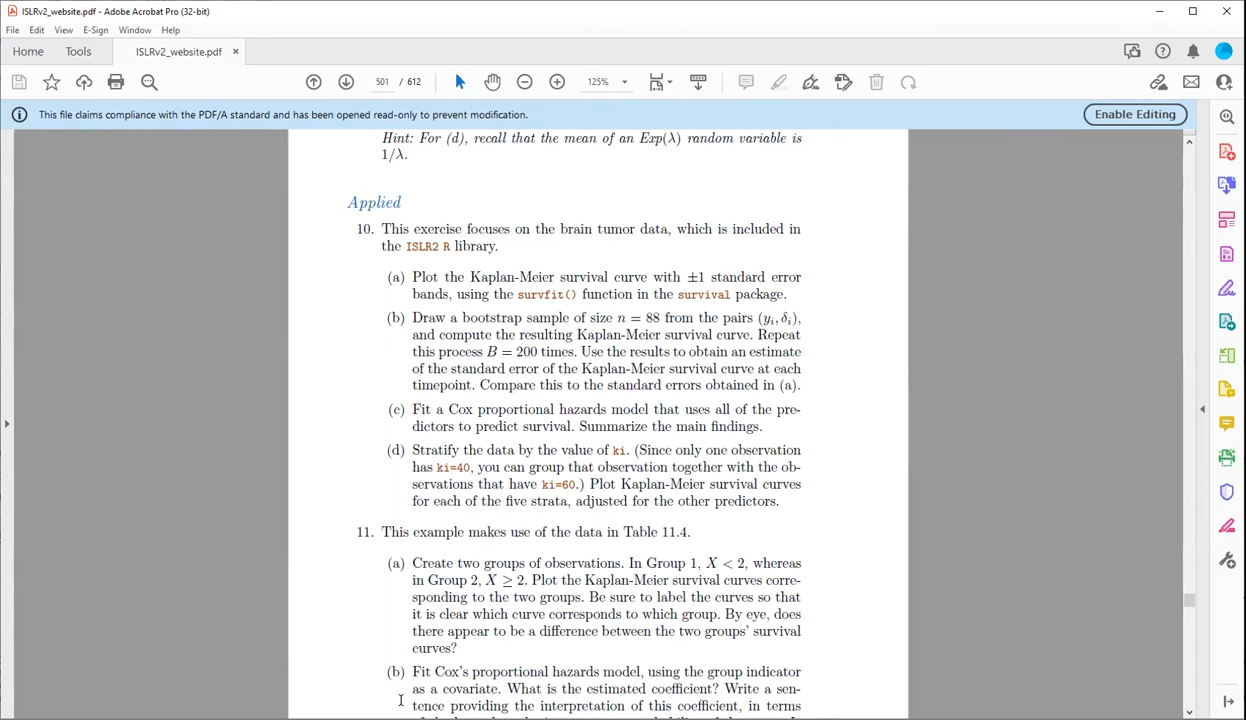 ISLRv2_website.pdf - Adobe Acrobat Pro (32-bit)
File Edit View E-Sign Window Help
Home Tools ISLRv2_website.pdf ×
501 / 612 125%
This file claims compliance with the PDF/A standard and has been opened read-only to prevent modification. Enable Editing
Hint: For (d), recall that the mean of an Exp(λ) random variable is
1/λ.
Applied
10. This exercise focuses on the brain tumor data, which is included in
the ISLR2 R library.
(a) Plot the Kaplan-Meier survival curve with ±1 standard error
bands, using the survfit() function in the survival package.
(b) Draw a bootstrap sample of size n = 88 from the pairs (yi, δi),
and compute the resulting Kaplan-Meier survival curve. Repeat
this process B = 200 times. Use the results to obtain an estimate
of the standard error of the Kaplan-Meier survival curve at each
timepoint. Compare this to the standard errors obtained in (a).
(c) Fit a Cox proportional hazards model that uses all of the pre-
dictors to predict survival. Summarize the main findings.
(d) Stratify the data by the value of ki. (Since only one observation
has ki=40, you can group that observation together with the ob-
servations that have ki=60.) Plot Kaplan-Meier survival curves
for each of the five strata, adjusted for the other predictors.
11. This example makes use of the data in Table 11.4.
(a) Create two groups of observations. In Group 1, X < 2, whereas
in Group 2, X ≥ 2. Plot the Kaplan-Meier survival curves corre-
sponding to the two groups. Be sure to label the curves so that
it is clear which curve corresponds to which group. By eye, does
there appear to be a difference between the two groups' survival
curves?
(b) Fit Cox's proportional hazards model, using the group indicator
as a covariate. What is the estimated coefficient? Write a sen-
tence providing the interpretation of this coefficient, in terms